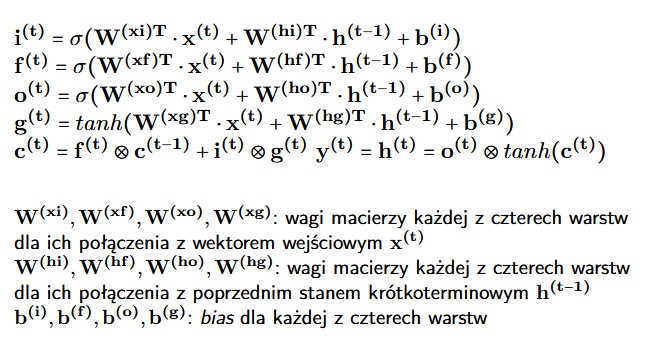 i^(t) = σ(W^(xi)T · x^(t) + W^(hi)T · h^(t−1) + b^(i))
f^(t) = σ(W^(xf)T · x^(t) + W^(hf)T · h^(t−1) + b^(f))
o^(t) = σ(W^(xo)T · x^(t) + W^(ho)T · h^(t−1) + b^(o))
g^(t) = tanh(W^(xg)T · x^(t) + W^(hg)T · h^(t−1) + b^(g))
c^(t) = f^(t) ⊗ c^(t−1) + i^(t) ⊗ g^(t) y^(t) = h^(t) = o^(t) ⊗ tanh(c^(t))
W^(xi), W^(xf), W^(xo), W^(xg): wagi macierzy każdej z czterech warstw
dla ich połączenia z wektorem wejściowym x^(t)
W^(hi), W^(hf), W^(ho), W^(hg): wagi macierzy każdej z czterech warstw
dla ich połączenia z poprzednim stanem krótkoterminowym h^(t−1)
b^(i), b^(f), b^(o), b^(g): bias dla każdej z czterech warstw